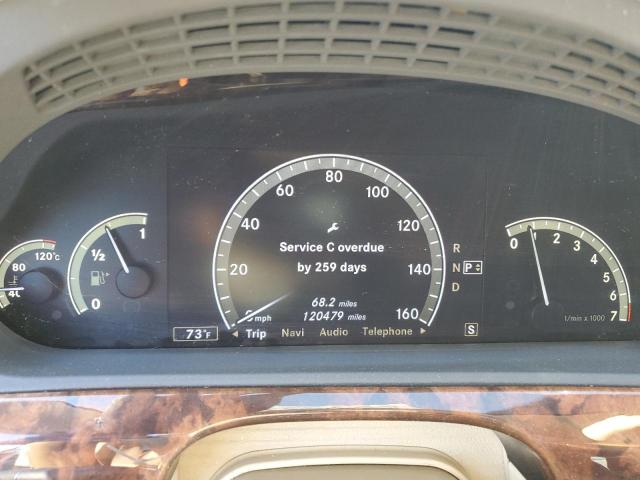 80
60
100
40
120
20
140
160
mph
Service C overdue
by 259 days
68.2 miles
120479 miles
Trip Navi Audio Telephone
73°F
R
N P
D
S
1
½
0
120°C
80
40
0 1 2 3 4 5 6 7
1/min x 1000